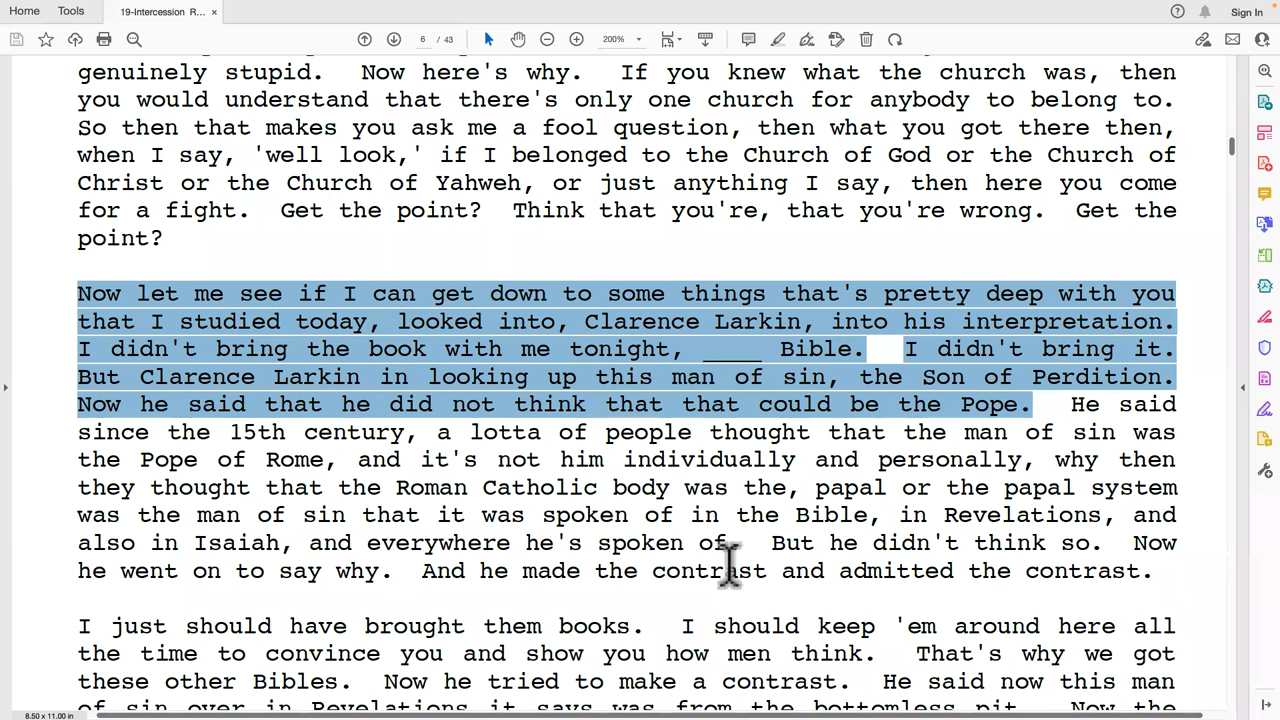 Home Tools 19-Intercession R... × Sign In
6 / 43 200%
genuinely stupid. Now here's why. If you knew what the church was, then
you would understand that there's only one church for anybody to belong to.
So then that makes you ask me a fool question, then what you got there then,
when I say, 'well look,' if I belonged to the Church of God or the Church of
Christ or the Church of Yahweh, or just anything I say, then here you come
for a fight. Get the point? Think that you're, that you're wrong. Get the
point?
Now let me see if I can get down to some things that's pretty deep with you
that I studied today, looked into, Clarence Larkin, into his interpretation.
I didn't bring the book with me tonight, ____ Bible. I didn't bring it.
But Clarence Larkin in looking up this man of sin, the Son of Perdition.
Now he said that he did not think that that could be the Pope. He said
since the 15th century, a lotta of people thought that the man of sin was
the Pope of Rome, and it's not him individually and personally, why then
they thought that the Roman Catholic body was the, papal or the papal system
was the man of sin that it was spoken of in the Bible, in Revelations, and
also in Isaiah, and everywhere he's spoken of. But he didn't think so. Now
he went on to say why. And he made the contrast and admitted the contrast.
I just should have brought them books. I should keep 'em around here all
the time to convince you and show you how men think. That's why we got
these other Bibles. Now he tried to make a contrast. He said now this man
of sin over in Revelations it says was from the bottomless pit. Now the
8.50 x 11.00 in